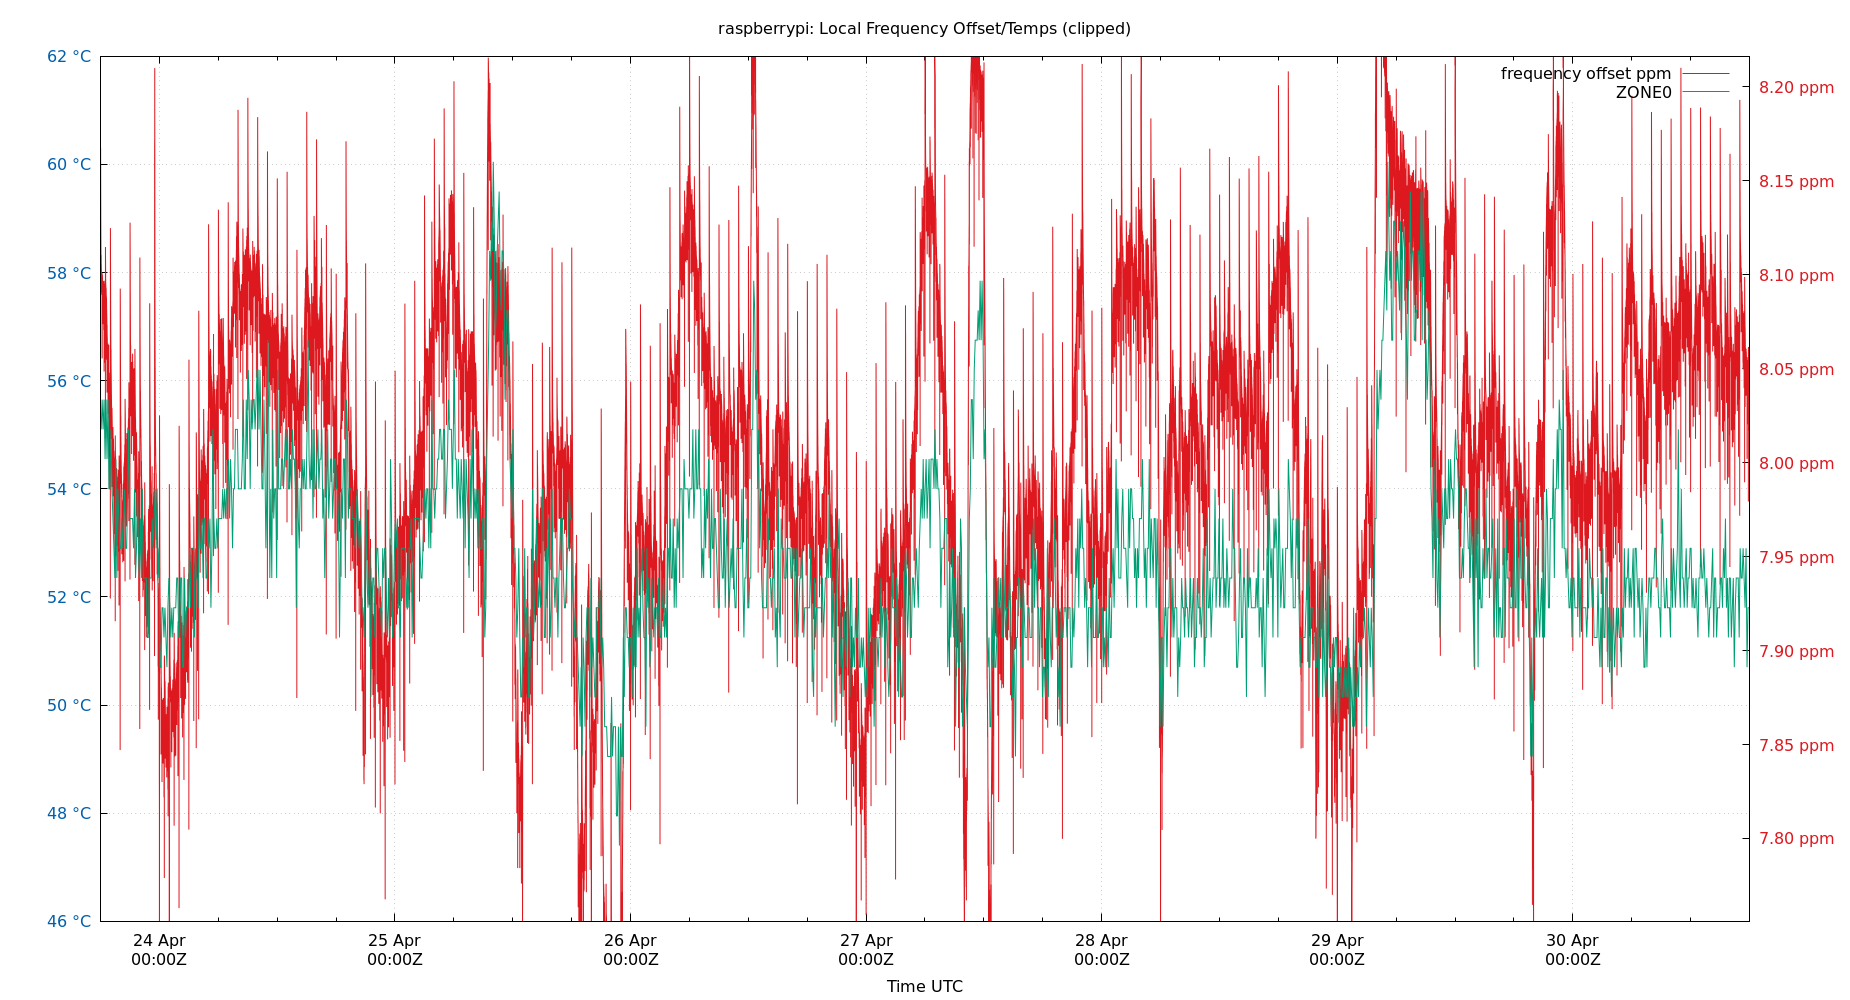 raspberrypi: Local Frequency Offset/Temps (clipped)
62 °C
60 °C
58 °C
56 °C
54 °C
52 °C
50 °C
48 °C
46 °C
frequency offset ppm
ZONE0
8.20 ppm
8.15 ppm
8.10 ppm
8.05 ppm
8.00 ppm
7.95 ppm
7.90 ppm
7.85 ppm
7.80 ppm
24 Apr
00:00Z
25 Apr
00:00Z
26 Apr
00:00Z
27 Apr
00:00Z
28 Apr
00:00Z
29 Apr
00:00Z
30 Apr
00:00Z
Time UTC